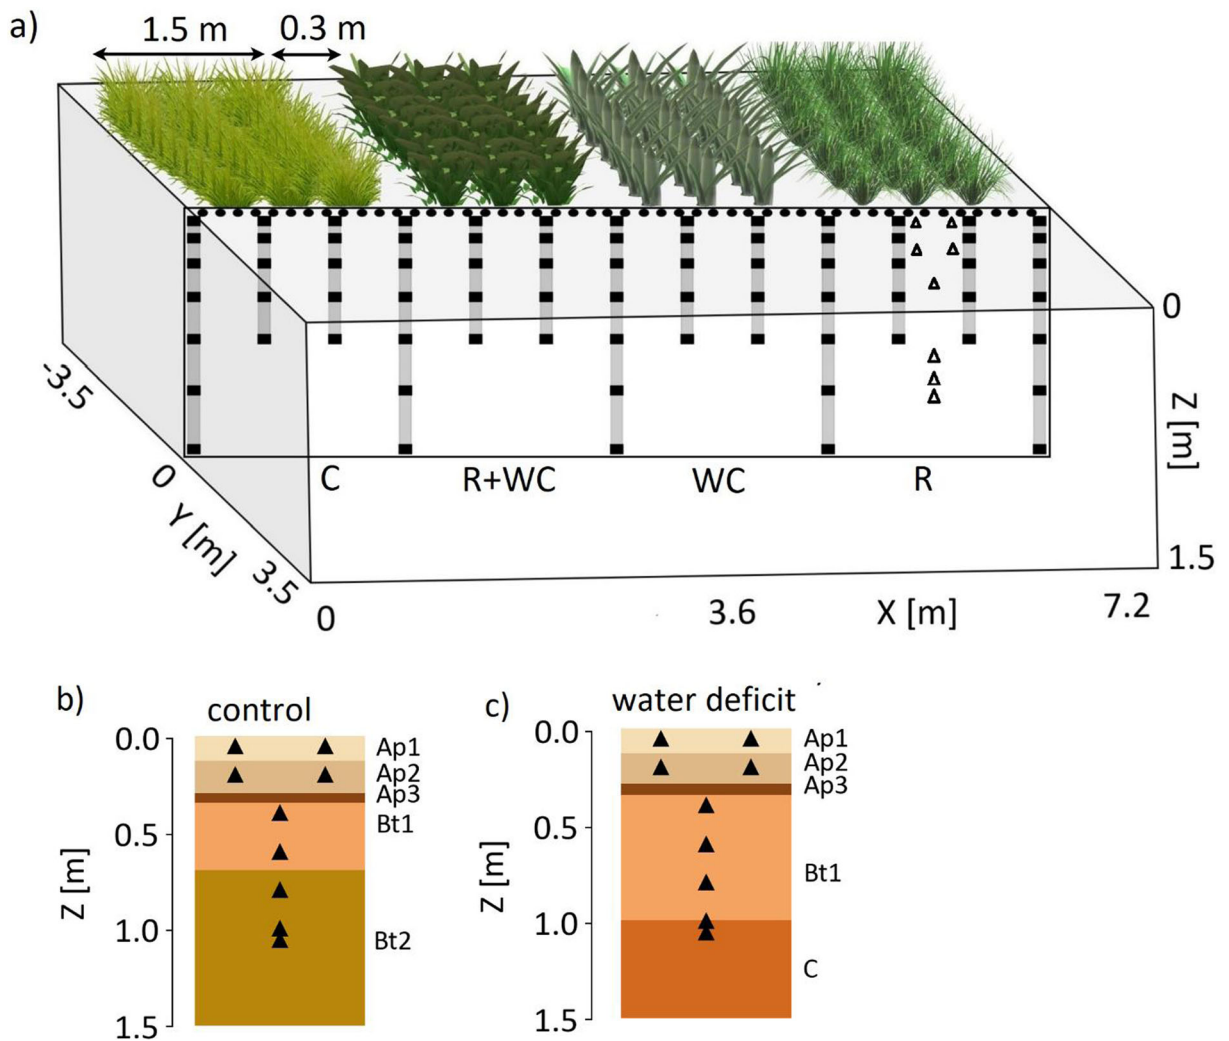 a)
1.5 m
0.3 m
0
Z [m]
1.5
-3.5
0
Y [m]
3.5
C
R+WC
WC
R
0
3.6
X [m]
7.2
b)
control
0.0
0.5
1.0
1.5
Z [m]
Ap1
Ap2
Ap3
Bt1
Bt2
c)
water deficit
0.0
0.5
1.0
1.5
Z [m]
Ap1
Ap2
Ap3
Bt1
C